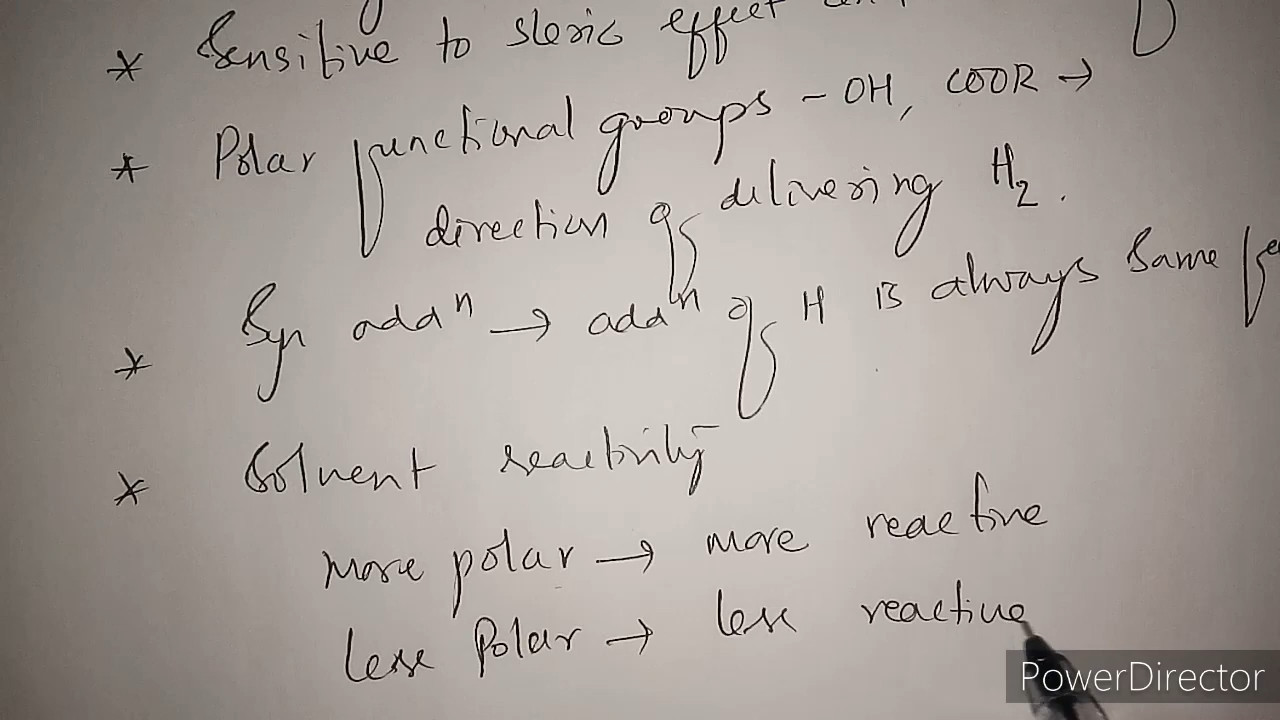 * Sensitive to steric effect
* Polar functional groups - OH, COOR →
direction of delivering H2.
* Syn addⁿ → addⁿ of H is always same
* Solvent reactivity
more polar → more reactive
less Polar → less reactive
PowerDirector